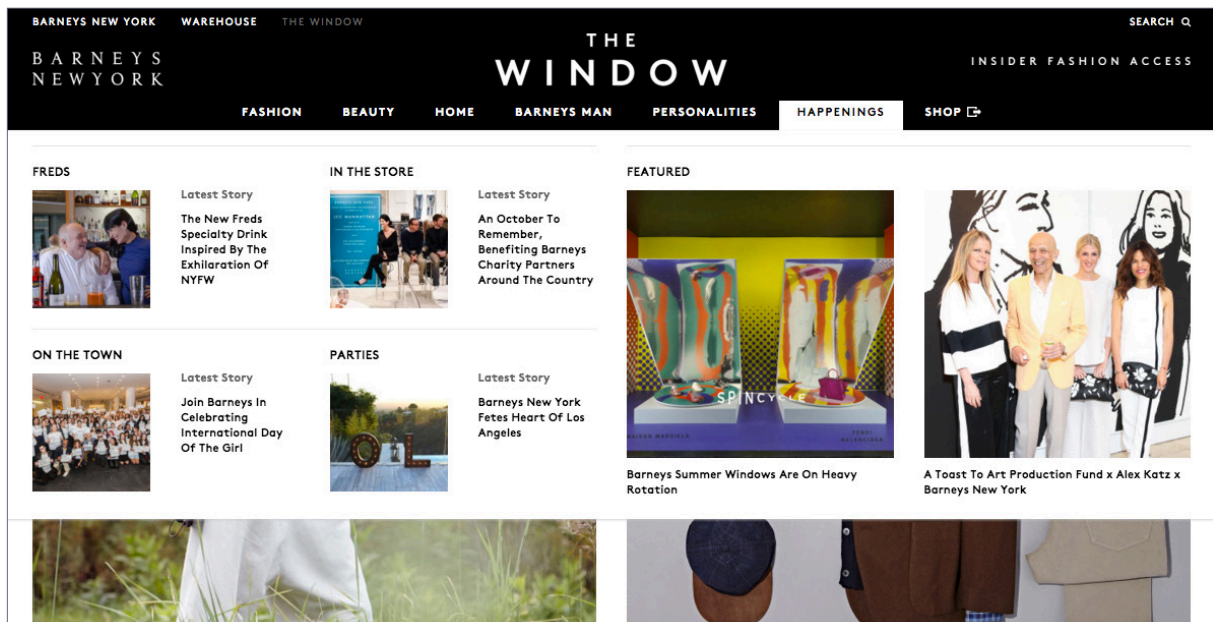 BARNEYS NEW YORK WAREHOUSE THE WINDOW SEARCH
BARNEYS
NEWYORK
THE
WINDOW
INSIDER FASHION ACCESS
FASHION BEAUTY HOME BARNEYS MAN PERSONALITIES HAPPENINGS SHOP
FREDS
Latest Story
The New Freds
Specialty Drink
Inspired By The
Exhilaration Of
NYFW
IN THE STORE
Latest Story
An October To
Remember,
Benefiting Barneys
Charity Partners
Around The Country
ON THE TOWN
Latest Story
Join Barneys In
Celebrating
International Day
Of The Girl
PARTIES
OL
Latest Story
Barneys New York
Fetes Heart Of Los
Angeles
FEATURED
SPINCYCLE
MAISON MARGIELA
FENDI
BALENCIAGA
Barneys Summer Windows Are On Heavy
Rotation
A Toast To Art Production Fund x Alex Katz x
Barneys New York